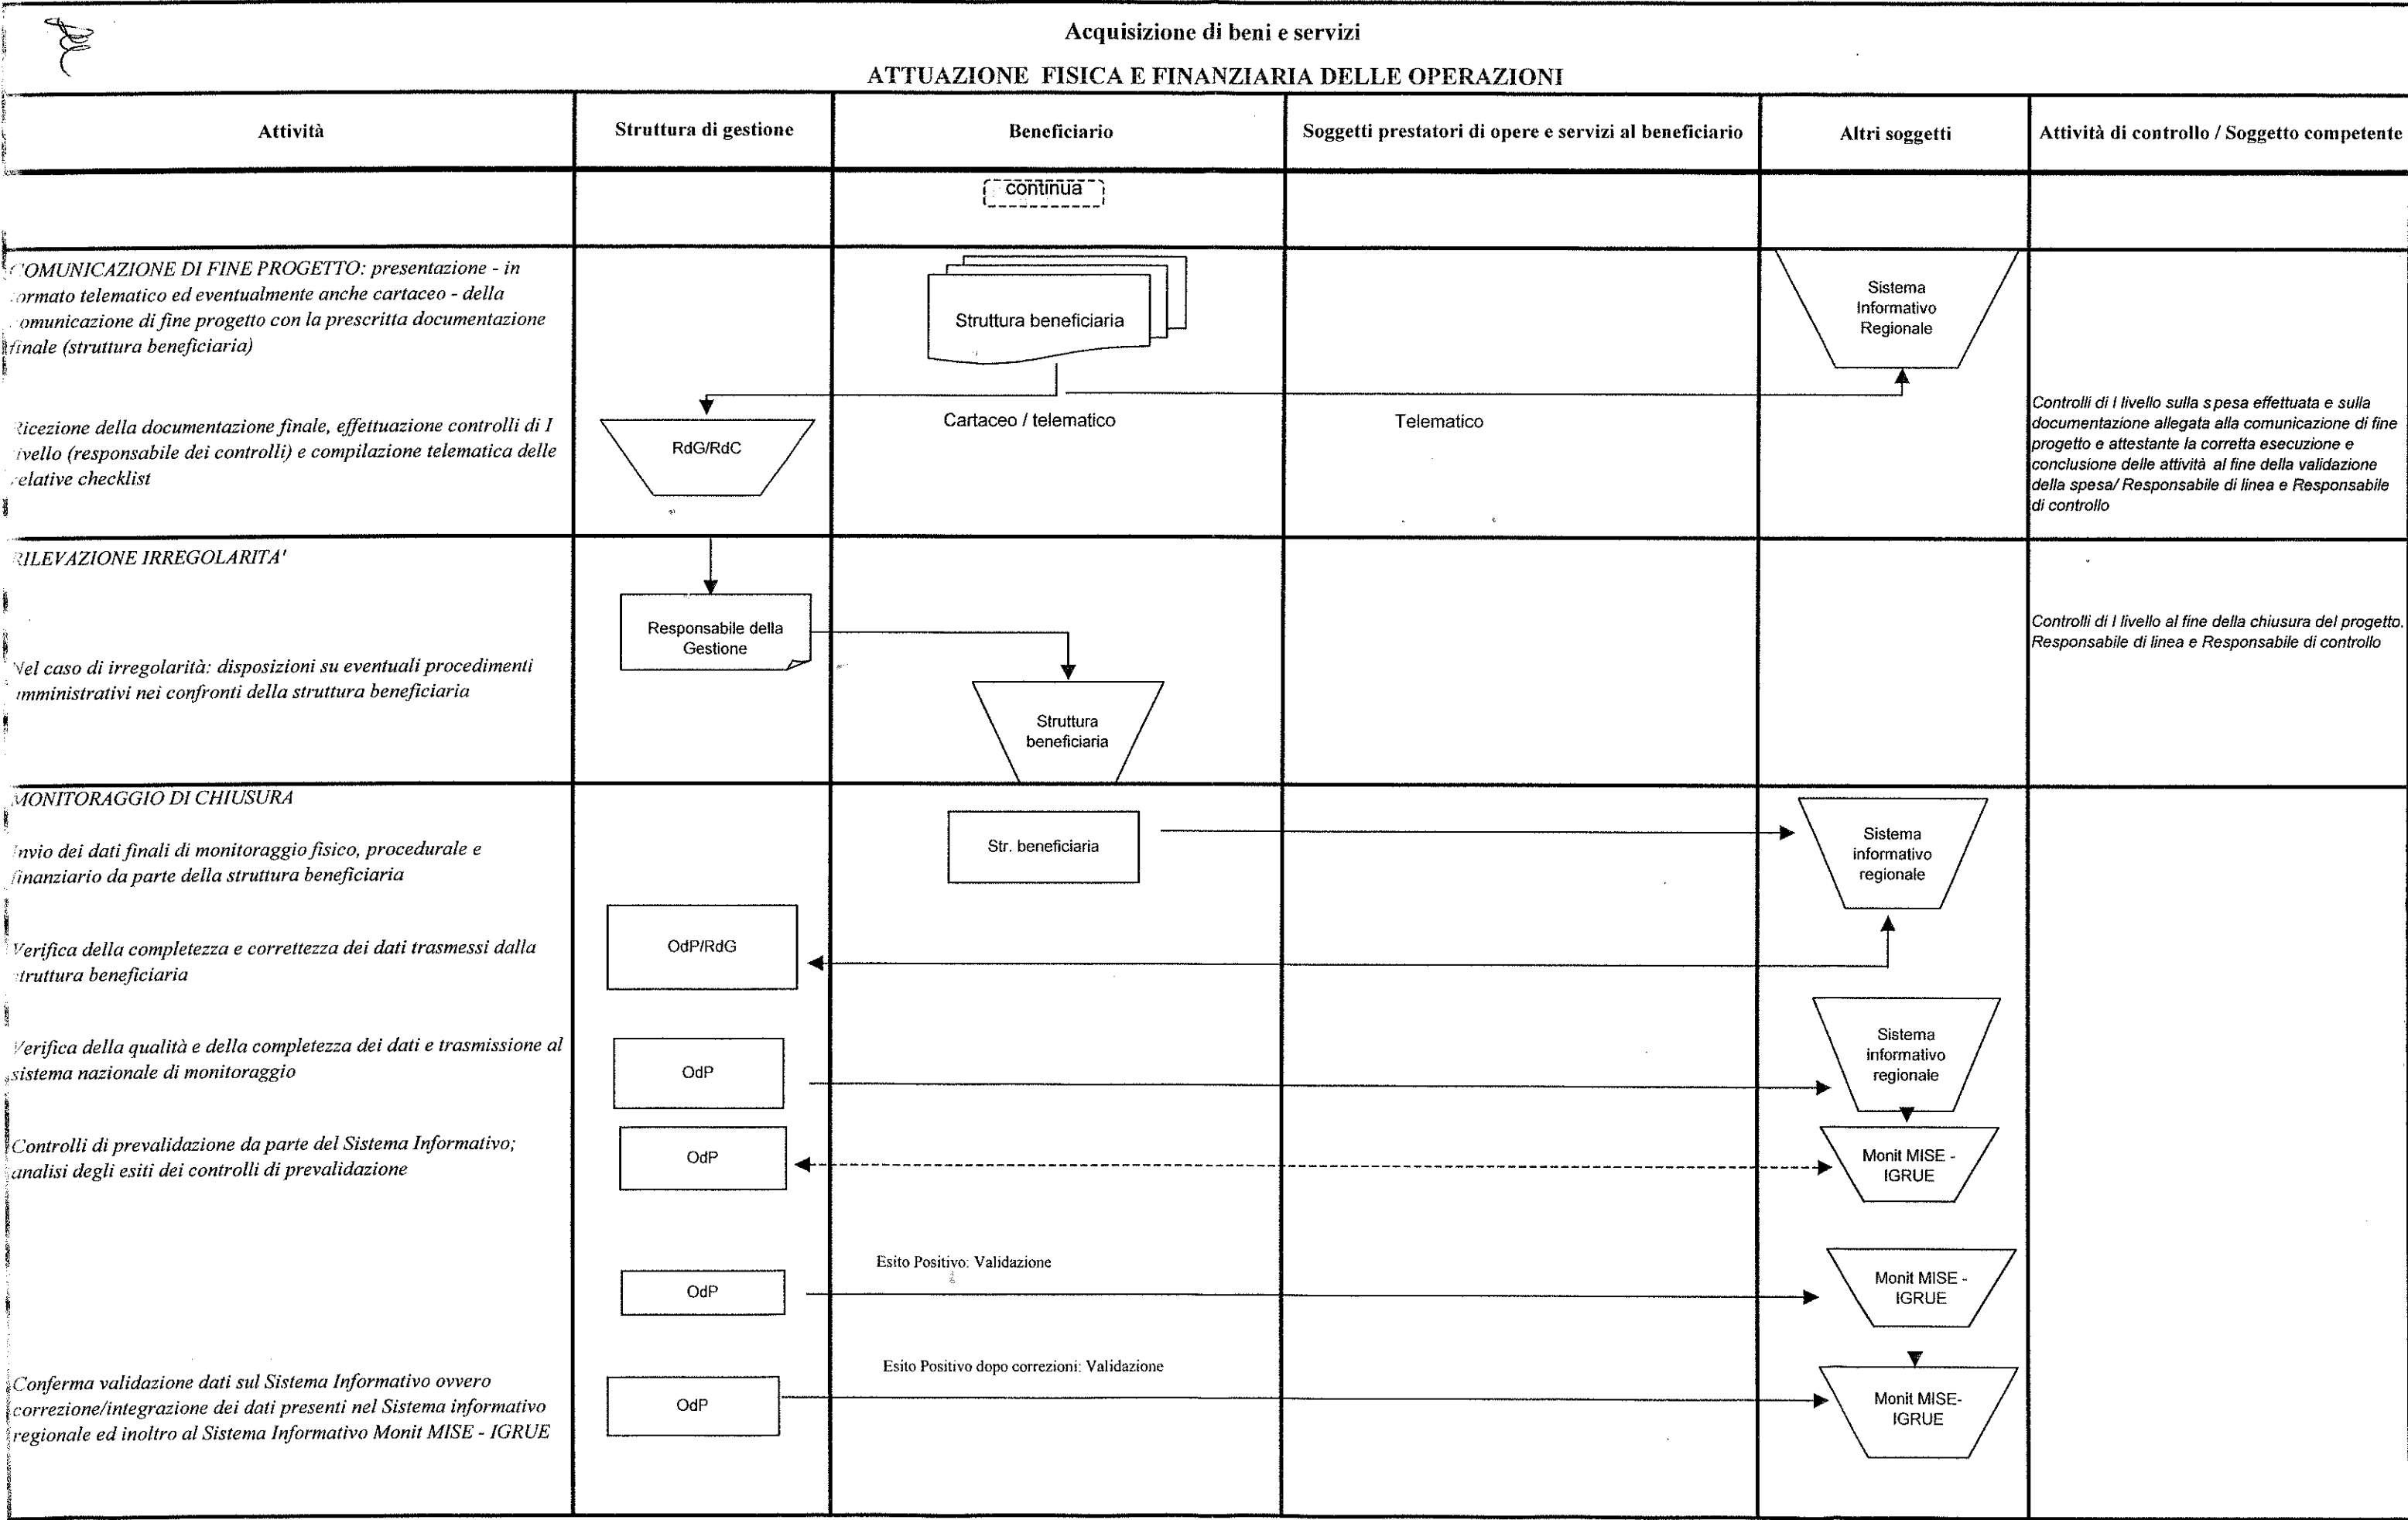 Acquisizione di beni e servizi
ATTUAZIONE FISICA E FINANZIARIA DELLE OPERAZIONI
Attività
Struttura di gestione
Beneficiario
Soggetti prestatori di opere e servizi al beneficiario
Altri soggetti
Attività di controllo / Soggetto competente
continua
COMUNICAZIONE DI FINE PROGETTO: presentazione - in
formato telematico ed eventualmente anche cartaceo - della
comunicazione di fine progetto con la prescritta documentazione
finale (struttura beneficiaria)
Struttura beneficiaria
Sistema
Informativo
Regionale
Cartaceo / telematico
Telematico
Ricezione della documentazione finale, effettuazione controlli di I
livello (responsabile dei controlli) e compilazione telematica delle
relative checklist
RdG/RdC
Controlli di I livello sulla spesa effettuata e sulla
documentazione allegata alla comunicazione di fine
progetto e attestante la corretta esecuzione e
conclusione delle attività al fine della validazione
della spesa/ Responsabile di linea e Responsabile
di controllo
RILEVAZIONE IRREGOLARITA'
Nel caso di irregolarità: disposizioni su eventuali procedimenti
amministrativi nei confronti della struttura beneficiaria
Responsabile della
Gestione
Struttura
beneficiaria
Controlli di I livello al fine della chiusura del progetto.
Responsabile di linea e Responsabile di controllo
MONITORAGGIO DI CHIUSURA
Invio dei dati finali di monitoraggio fisico, procedurale e
finanziario da parte della struttura beneficiaria
Str. beneficiaria
Sistema
informativo
regionale
Verifica della completezza e correttezza dei dati trasmessi dalla
struttura beneficiaria
OdP/RdG
Verifica della qualità e della completezza dei dati e trasmissione al
sistema nazionale di monitoraggio
OdP
Sistema
informativo
regionale
Controlli di prevalidazione da parte del Sistema Informativo;
analisi degli esiti dei controlli di prevalidazione
OdP
Monit MISE -
IGRUE
Esito Positivo: Validazione
OdP
Monit MISE -
IGRUE
Esito Positivo dopo correzioni: Validazione
Conferma validazione dati sul Sistema Informativo ovvero
correzione/integrazione dei dati presenti nel Sistema informativo
regionale ed inoltro al Sistema Informativo Monit MISE - IGRUE
OdP
Monit MISE-
IGRUE